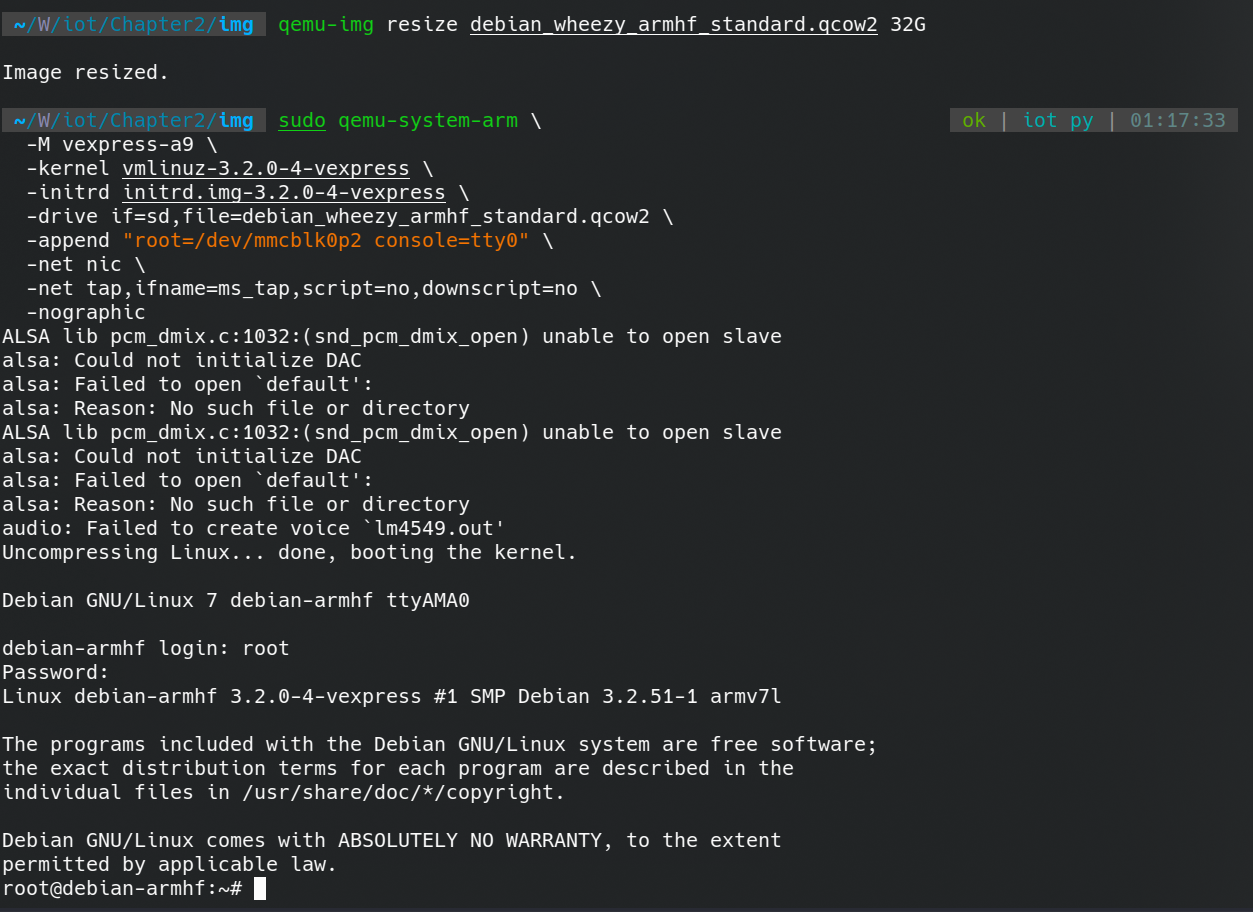 ~/W/iot/Chapter2/img qemu-img resize debian_wheezy_armhf_standard.qcow2 32G
Image resized.
~/W/iot/Chapter2/img sudo qemu-system-arm \ ok | iot py | 01:17:33
-M vexpress-a9 \
-kernel vmlinuz-3.2.0-4-vexpress \
-initrd initrd.img-3.2.0-4-vexpress \
-drive if=sd,file=debian_wheezy_armhf_standard.qcow2 \
-append "root=/dev/mmcblk0p2 console=tty0" \
-net nic \
-net tap,ifname=ms_tap,script=no,downscript=no \
-nographic
ALSA lib pcm_dmix.c:1032:(snd_pcm_dmix_open) unable to open slave
alsa: Could not initialize DAC
alsa: Failed to open `default':
alsa: Reason: No such file or directory
ALSA lib pcm_dmix.c:1032:(snd_pcm_dmix_open) unable to open slave
alsa: Could not initialize DAC
alsa: Failed to open `default':
alsa: Reason: No such file or directory
audio: Failed to create voice `lm4549.out'
Uncompressing Linux... done, booting the kernel.
Debian GNU/Linux 7 debian-armhf ttyAMA0
debian-armhf login: root
Password:
Linux debian-armhf 3.2.0-4-vexpress #1 SMP Debian 3.2.51-1 armv7l
The programs included with the Debian GNU/Linux system are free software;
the exact distribution terms for each program are described in the
individual files in /usr/share/doc/*/copyright.
Debian GNU/Linux comes with ABSOLUTELY NO WARRANTY, to the extent
permitted by applicable law.
root@debian-armhf:~#